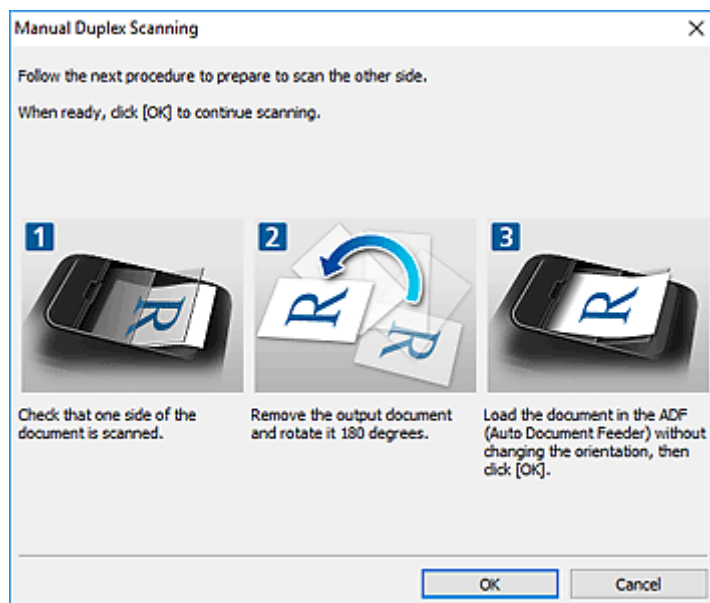 Manual Duplex Scanning
Follow the next procedure to prepare to scan the other side.
When ready, click [OK] to continue scanning.
1
R
2
R
R
3
R
Check that one side of the
document is scanned.
Remove the output document
and rotate it 180 degrees.
Load the document in the ADF
(Auto Document Feeder) without
changing the orientation, then
click [OK].
OK
Cancel